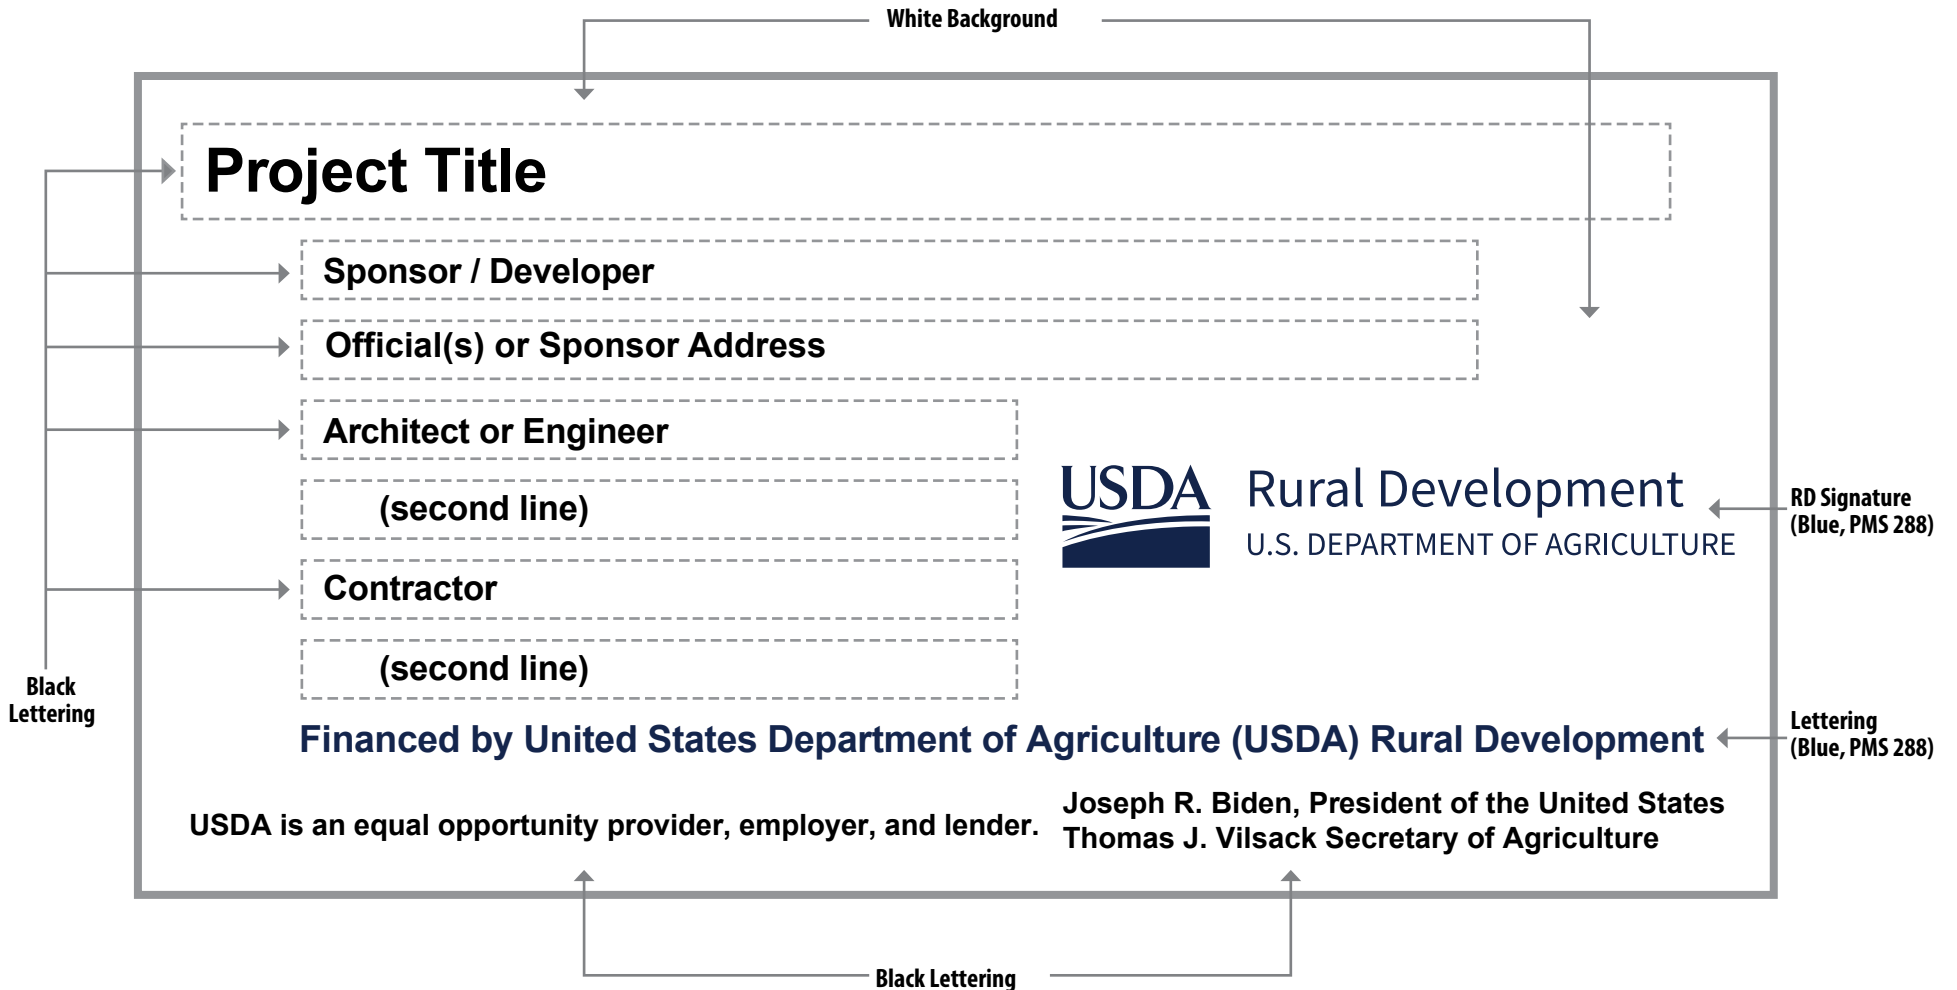 White Background
Project Title
Sponsor / Developer
Official(s) or Sponsor Address
Architect or Engineer
(second line)
Contractor
(second line)
USDA Rural Development
U.S. DEPARTMENT OF AGRICULTURE
RD Signature
(Blue, PMS 288)
Black
Lettering
Financed by United States Department of Agriculture (USDA) Rural Development
Lettering
(Blue, PMS 288)
USDA is an equal opportunity provider, employer, and lender.
Joseph R. Biden, President of the United States
Thomas J. Vilsack Secretary of Agriculture
Black Lettering